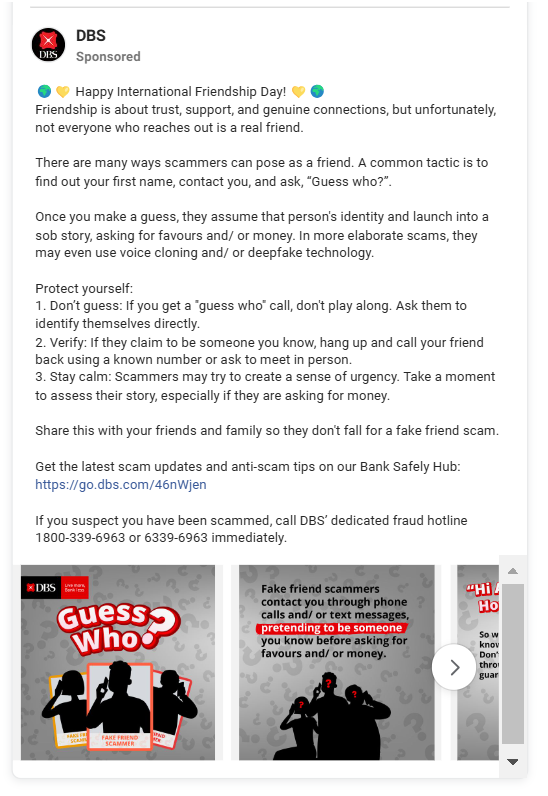 DBS
DBS
Sponsored
🌍 💛 Happy International Friendship Day! 💛 🌍
Friendship is about trust, support, and genuine connections, but unfortunately,
not everyone who reaches out is a real friend.
There are many ways scammers can pose as a friend. A common tactic is to
find out your first name, contact you, and ask, “Guess who?”.
Once you make a guess, they assume that person's identity and launch into a
sob story, asking for favours and/ or money. In more elaborate scams, they
may even use voice cloning and/ or deepfake technology.
Protect yourself:
1. Don’t guess: If you get a "guess who" call, don't play along. Ask them to
identify themselves directly.
2. Verify: If they claim to be someone you know, hang up and call your friend
back using a known number or ask to meet in person.
3. Stay calm: Scammers may try to create a sense of urgency. Take a moment
to assess their story, especially if they are asking for money.
Share this with your friends and family so they don't fall for a fake friend scam.
Get the latest scam updates and anti-scam tips on our Bank Safely Hub:
https://go.dbs.com/46nWjen
If you suspect you have been scammed, call DBS’ dedicated fraud hotline
1800-339-6963 or 6339-6963 immediately.
DBS
Live more,
Bank less
Guess
Who?
FAKE FRIEND
SCAMMER
Fake friend scammers
contact you through phone
calls and/ or text messages,
pretending to be someone
you know before asking for
favours and/ or money.
? ? ?
“Hi
Ho
So w
know
Don'
throu
guar